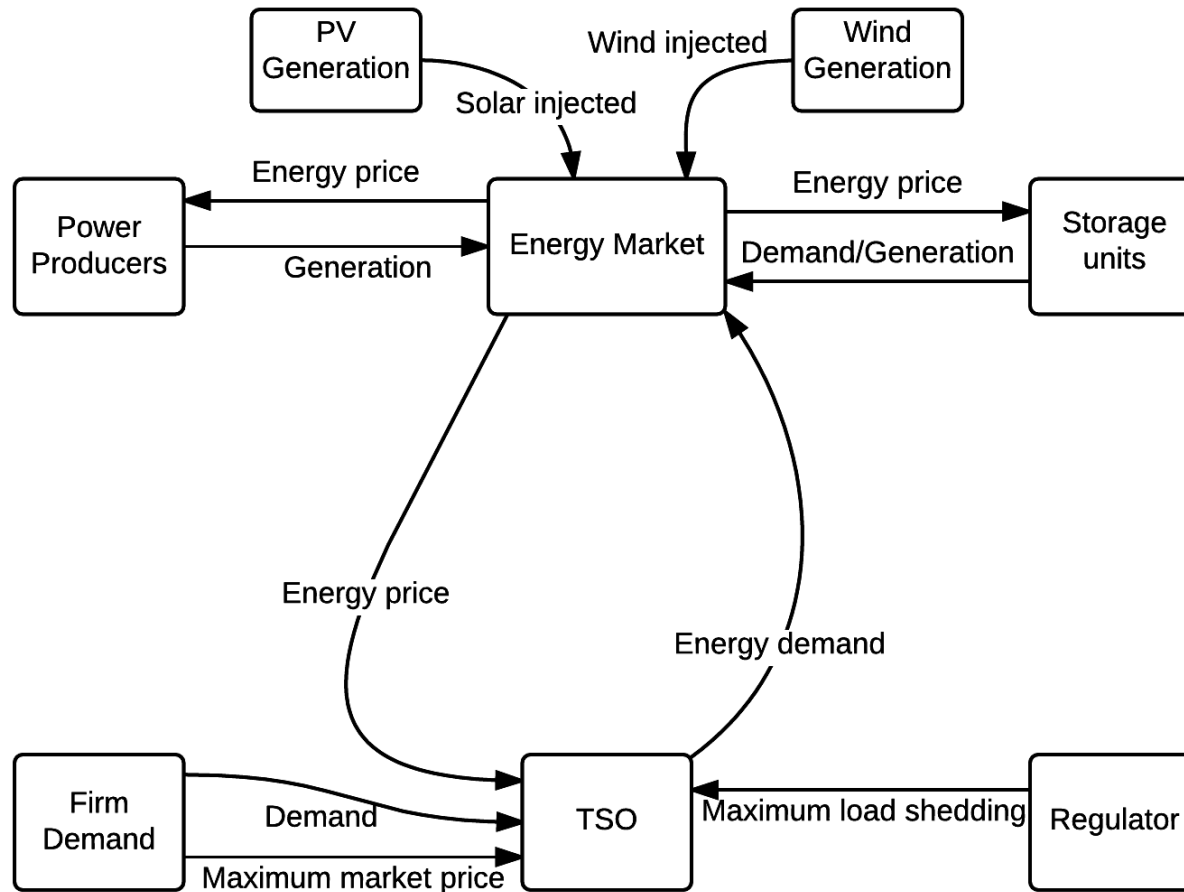 PV
Generation
Wind injected
Wind
Generation
Solar injected
Energy price
Energy price
Power
Producers
Energy Market
Storage
units
Generation
Demand/Generation
Energy price
Energy demand
Firm
Demand
Demand
TSO
Maximum load shedding
Regulator
Maximum market price